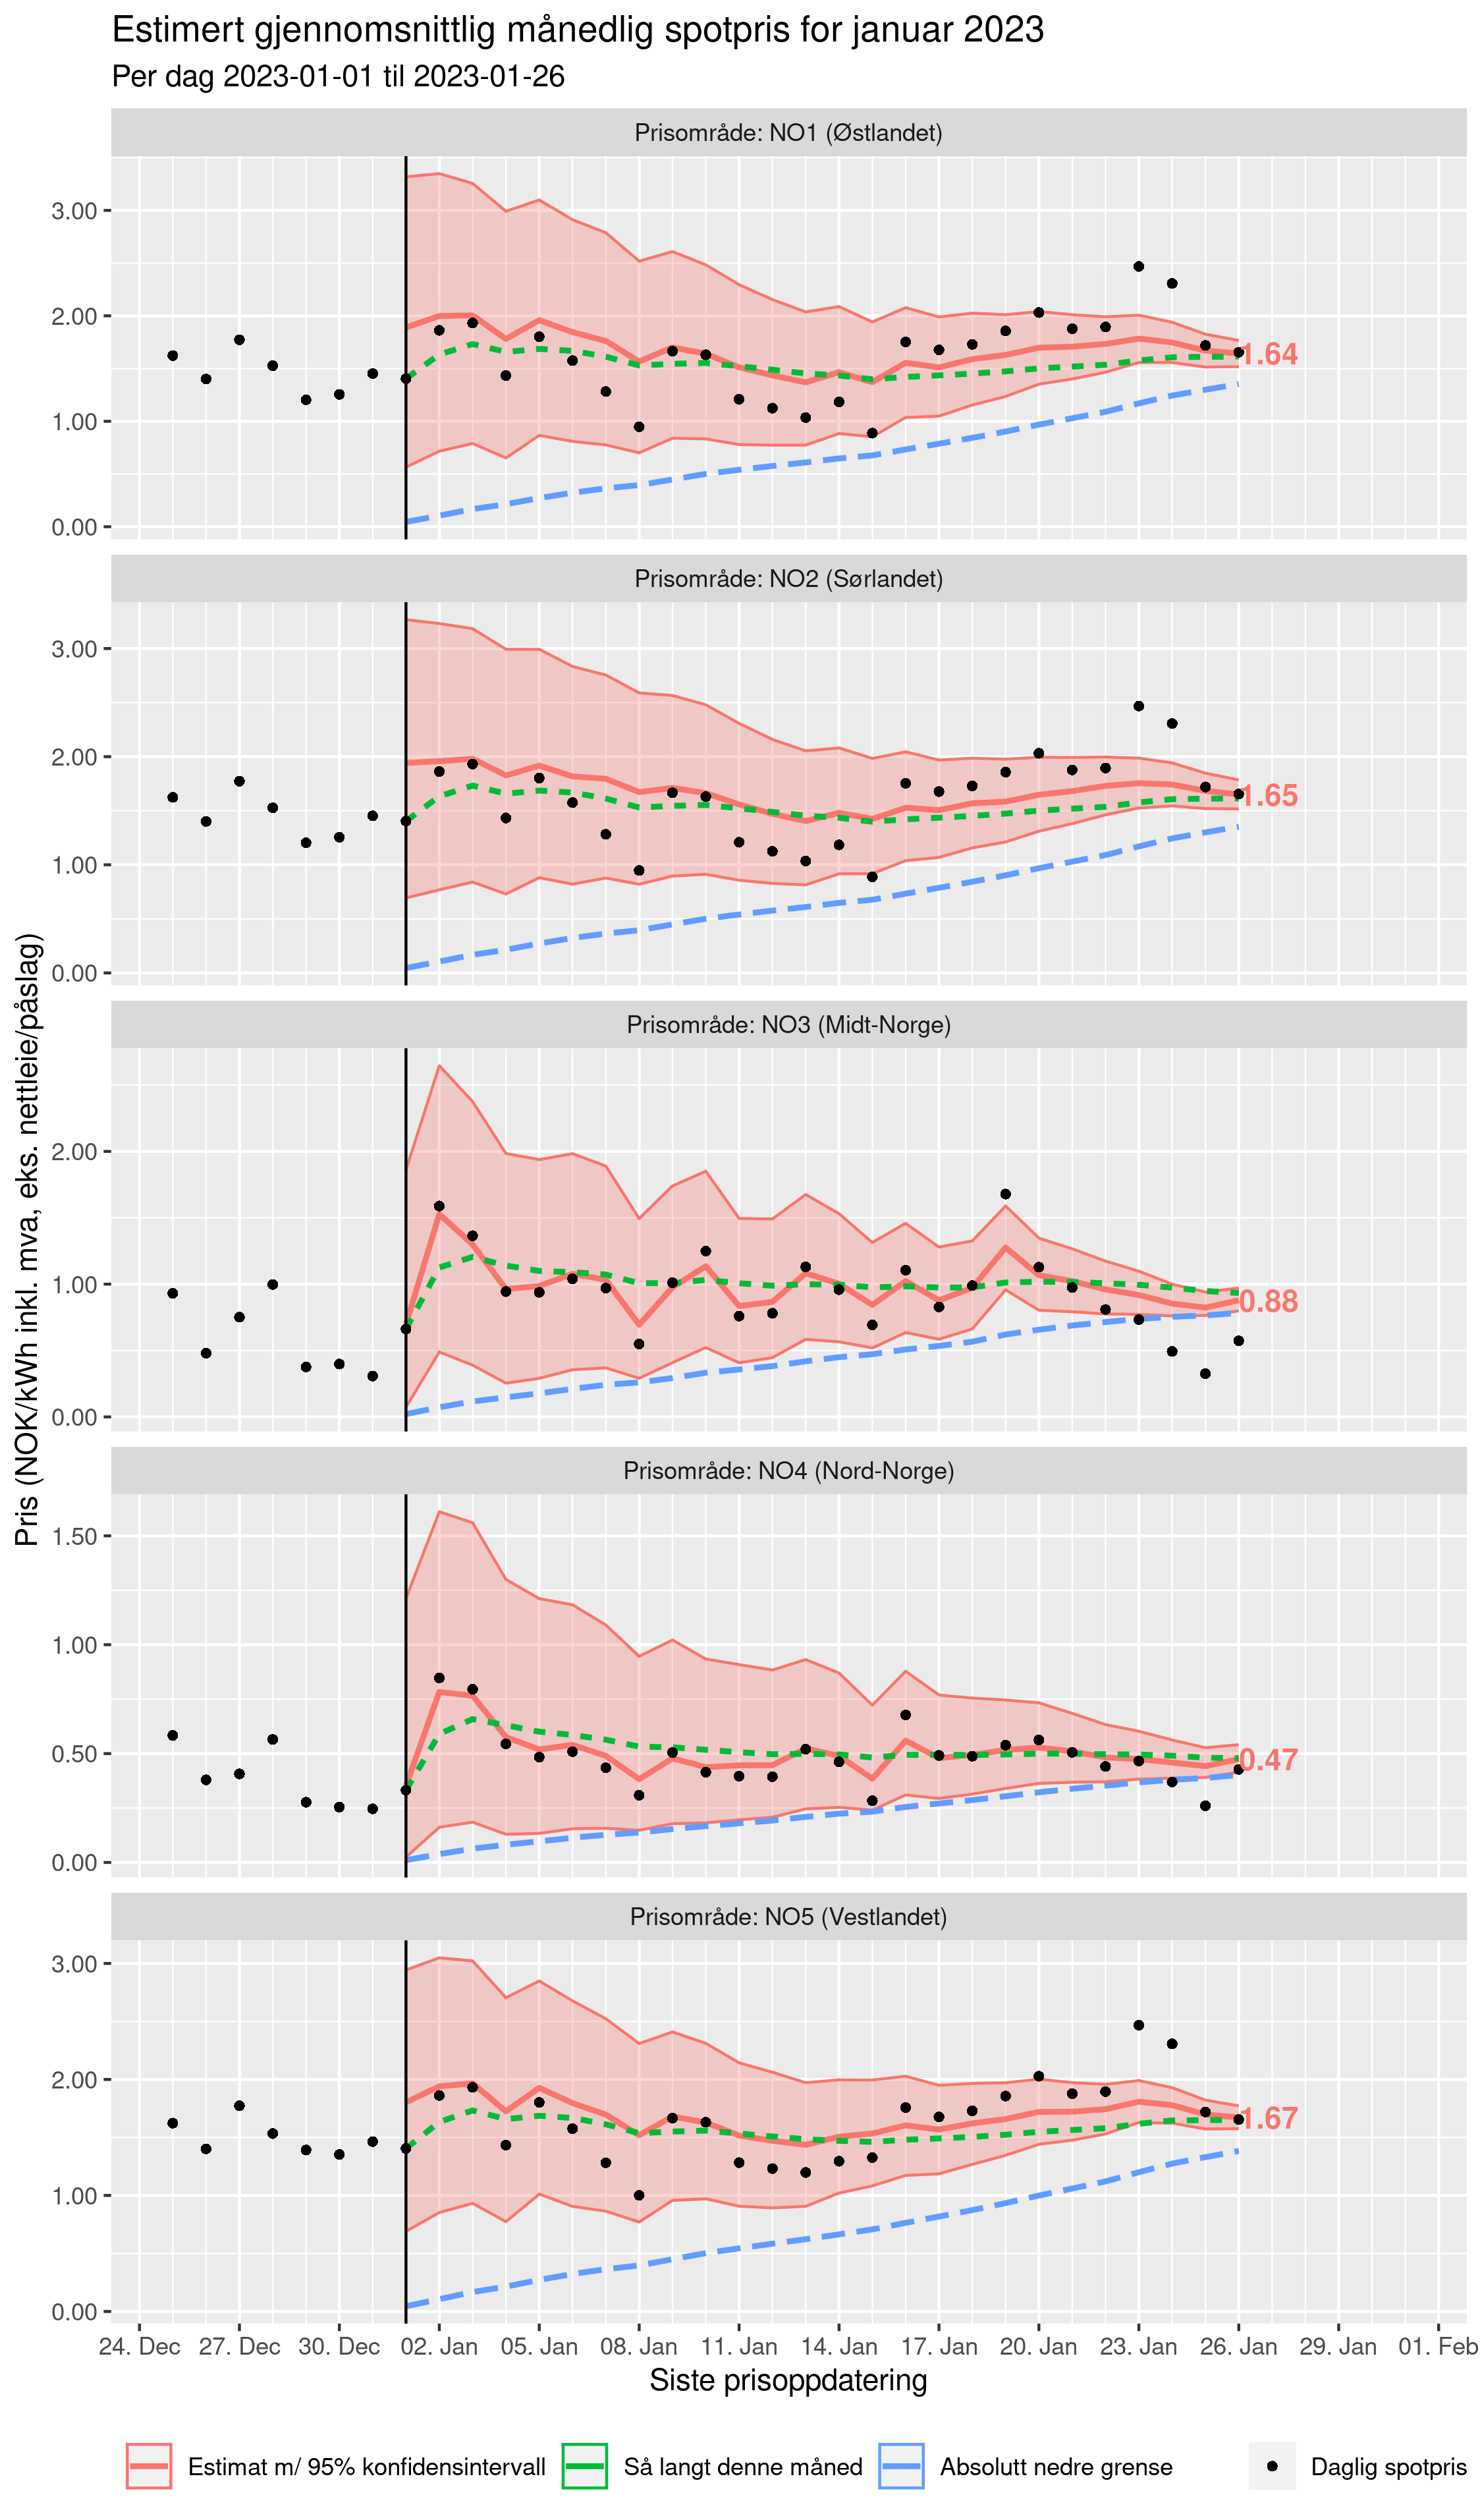 Estimert gjennomsnittlig månedlig spotpris for januar 2023
Per dag 2023-01-01 til 2023-01-26
Prisområde: NO1 (Østlandet)
3.00
2.00
1.00
0.00
1.64
Prisområde: NO2 (Sørlandet)
3.00
2.00
1.00
0.00
1.65
Prisområde: NO3 (Midt-Norge)
2.00
1.00
0.00
0.88
Prisområde: NO4 (Nord-Norge)
1.50
1.00
0.50
0.00
0.47
Prisområde: NO5 (Vestlandet)
3.00
2.00
1.00
0.00
1.67
Pris (NOK/kWh inkl. mva, eks. nettleie/påslag)
24. Dec 27. Dec 30. Dec 02. Jan 05. Jan 08. Jan 11. Jan 14. Jan 17. Jan 20. Jan 23. Jan 26. Jan 29. Jan 01. Feb
Siste prisoppdatering
Estimat m/ 95% konfidensintervall Så langt denne måned Absolutt nedre grense Daglig spotpris